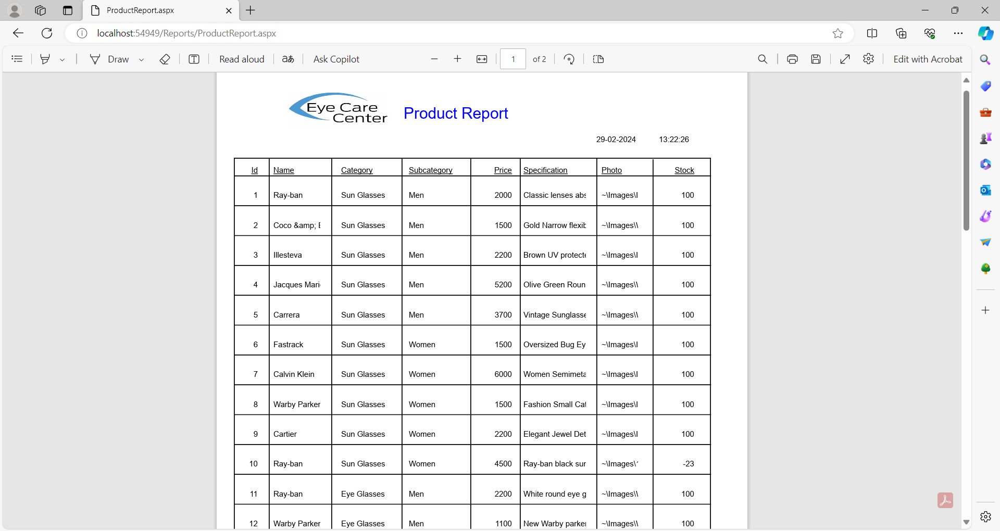 ProductReport.aspx
localhost:54949/Reports/ProductReport.aspx
Draw Read aloud aあ Ask Copilot 1 of 2 Edit with Acrobat
Eye Care Center
Product Report
29-02-2024 13:22:26
Id Name Category Subcategory Price Specification Photo Stock
1 Ray-ban Sun Glasses Men 2000 Classic lenses abs ~\Images\ 100
2 Coco &amp; Sun Glasses Men 1500 Gold Narrow flexib ~\Images\ 100
3 Illesteva Sun Glasses Men 2200 Brown UV protecte ~\Images\ 100
4 Jacques Mari Sun Glasses Men 5200 Olive Green Roun ~\Images\ 100
5 Carrera Sun Glasses Men 3700 Vintage Sunglasse ~\Images\ 100
6 Fastrack Sun Glasses Women 1500 Oversized Bug Ey ~\Images\ 100
7 Calvin Klein Sun Glasses Women 6000 Women Semimeta ~\Images\ 100
8 Warby Parker Sun Glasses Women 1500 Fashion Small Cat ~\Images\ 100
9 Cartier Sun Glasses Women 2200 Elegant Jewel Det ~\Images\ 100
10 Ray-ban Sun Glasses Women 4500 Ray-ban black sun ~\Images\ -23
11 Ray-ban Eye Glasses Men 2200 White round eye g ~\Images\ 100
12 Warby Parker Eye Glasses Men 1100 New Warby parker ~\Images\ 100